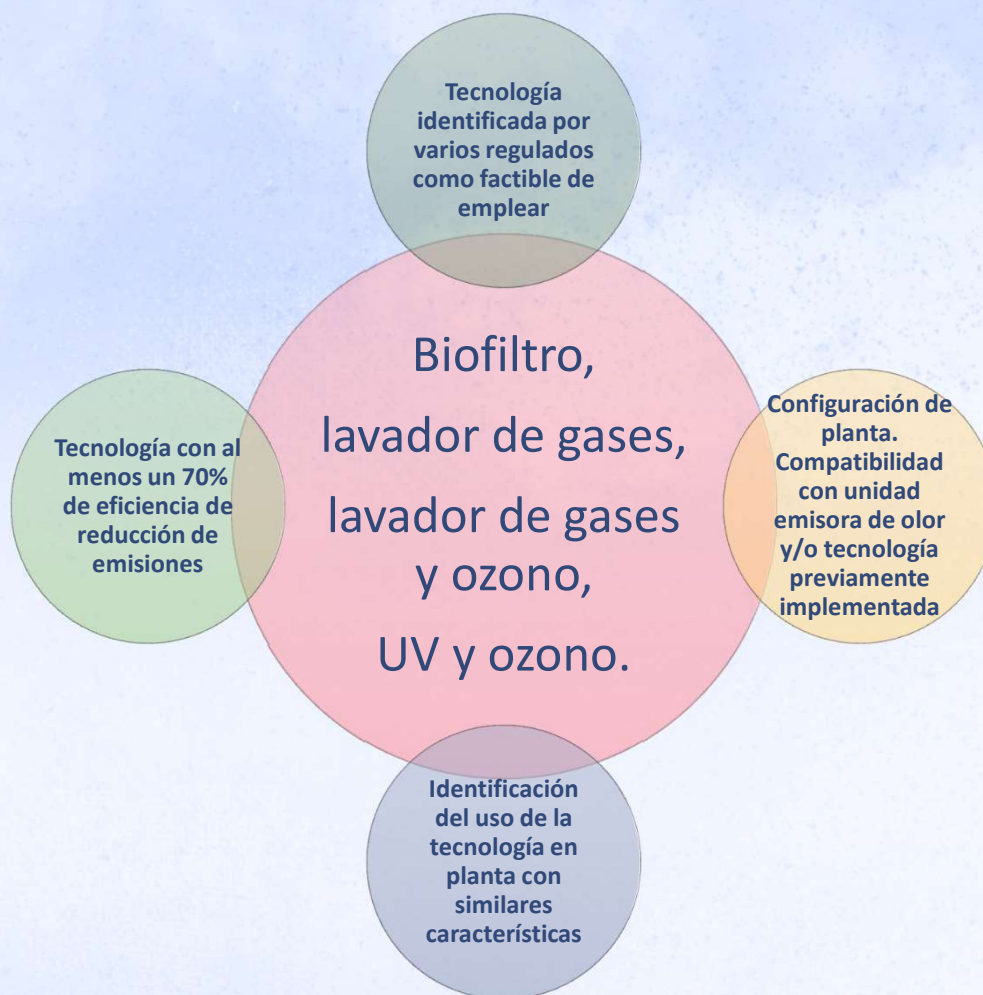 Tecnología
identificada por
varios regulados
como factible de
emplear
Biofiltro,
lavador de gases,
lavador de gases
y ozono,
UV y ozono.
Tecnología con al
menos un 70%
de eficiencia de
reducción de
emisiones
Configuración de
planta.
Compatibilidad
con unidad
emisora de olor
y/o tecnología
previamente
implementada
Identificación
del uso de la
tecnología en
planta con
similares
características